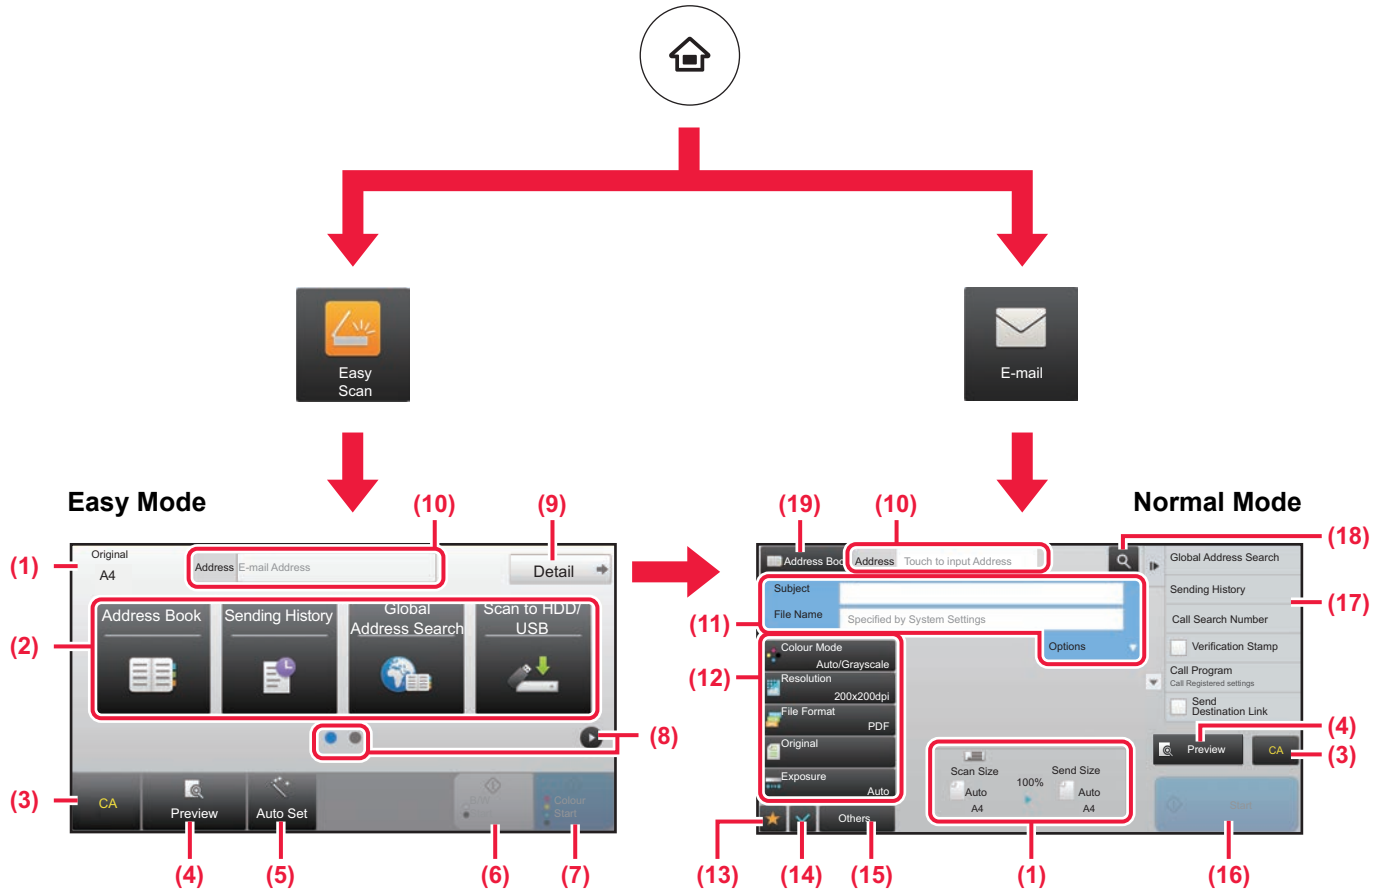 Easy
Scan
E-mail
Easy Mode
(10)
(9)
(19)
(10)
Normal Mode
(18)
(1)
Original
A4
Address
E-mail Address
Detail
Address Book
Sending History
Global
Address Search
Scan to HDD/
USB
(2)
(8)
(3)
CA
Preview
Auto Set
Colour
Start
(4)
(5)
(6)
(7)
Address
Touch to input Address
Global Address Search
Subject
Sending History
(17)
File Name
Specified by System Settings
Call Search Number
(11)
Options
Verification Stamp
(12)
Colour Mode
Auto/Grayscale
Call Program
Call Registered settings
Resolution
200x200dpi
Send
Destination Link
File Format
PDF
(4)
Original
Preview
CA
(3)
Exposure
Auto
Scan Size
100%
Send Size
Auto
A4
Auto
A4
Start
Others
(13)
(14)
(15)
(1)
(16)